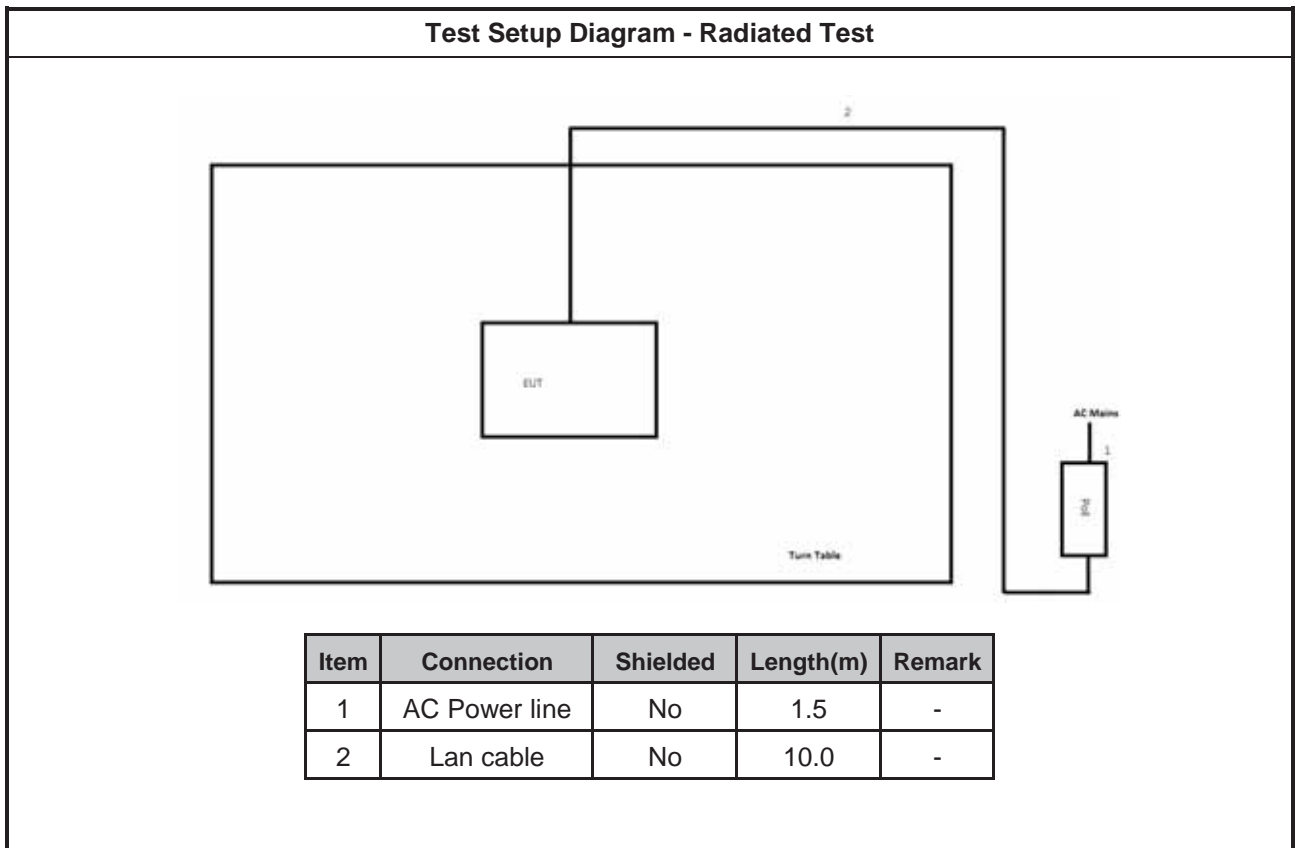 Test Setup Diagram - Radiated Test
2
EUT
AC Mains
1
PoE
Turn Table
Item Connection Shielded Length(m) Remark
1 AC Power line No 1.5 -
2 Lan cable No 10.0 -